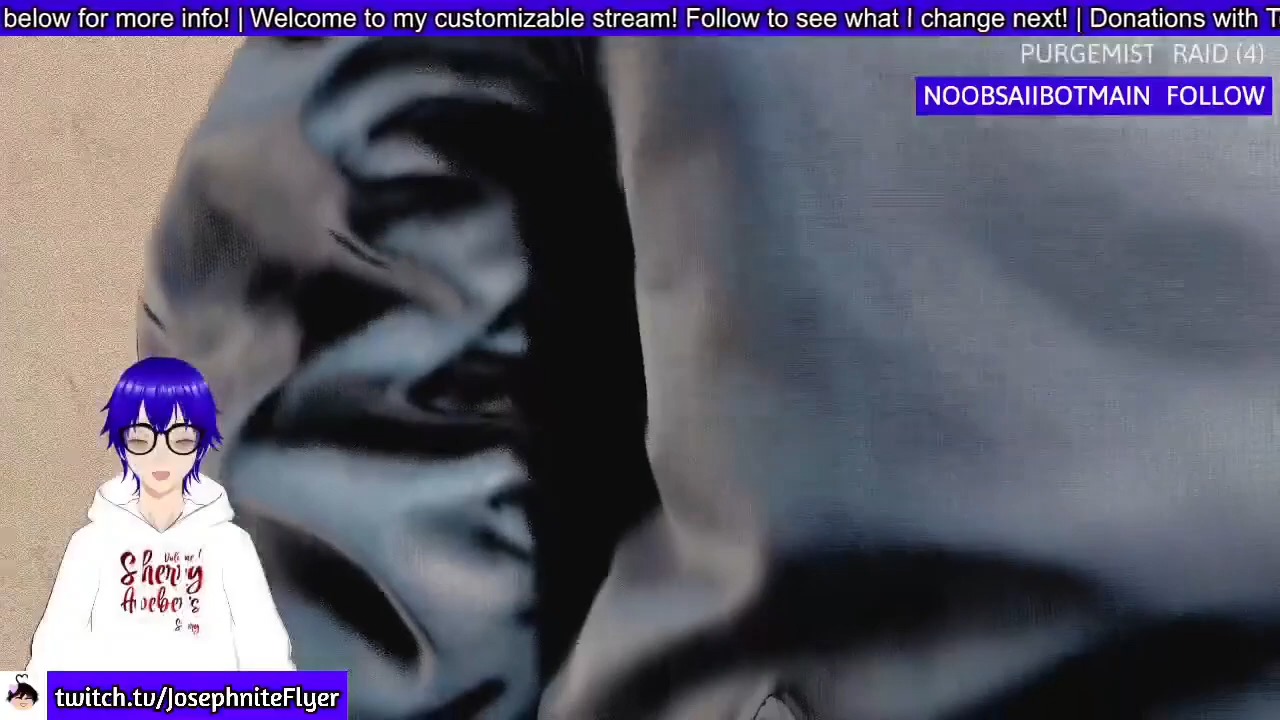 below for more info! | Welcome to my customizable stream! Follow to see what I change next! | Donations with T
PURGEMIST RAID (4)
NOOBSAIIBOTMAIN FOLLOW
Sherry
twitch.tv/JosephniteFlyer